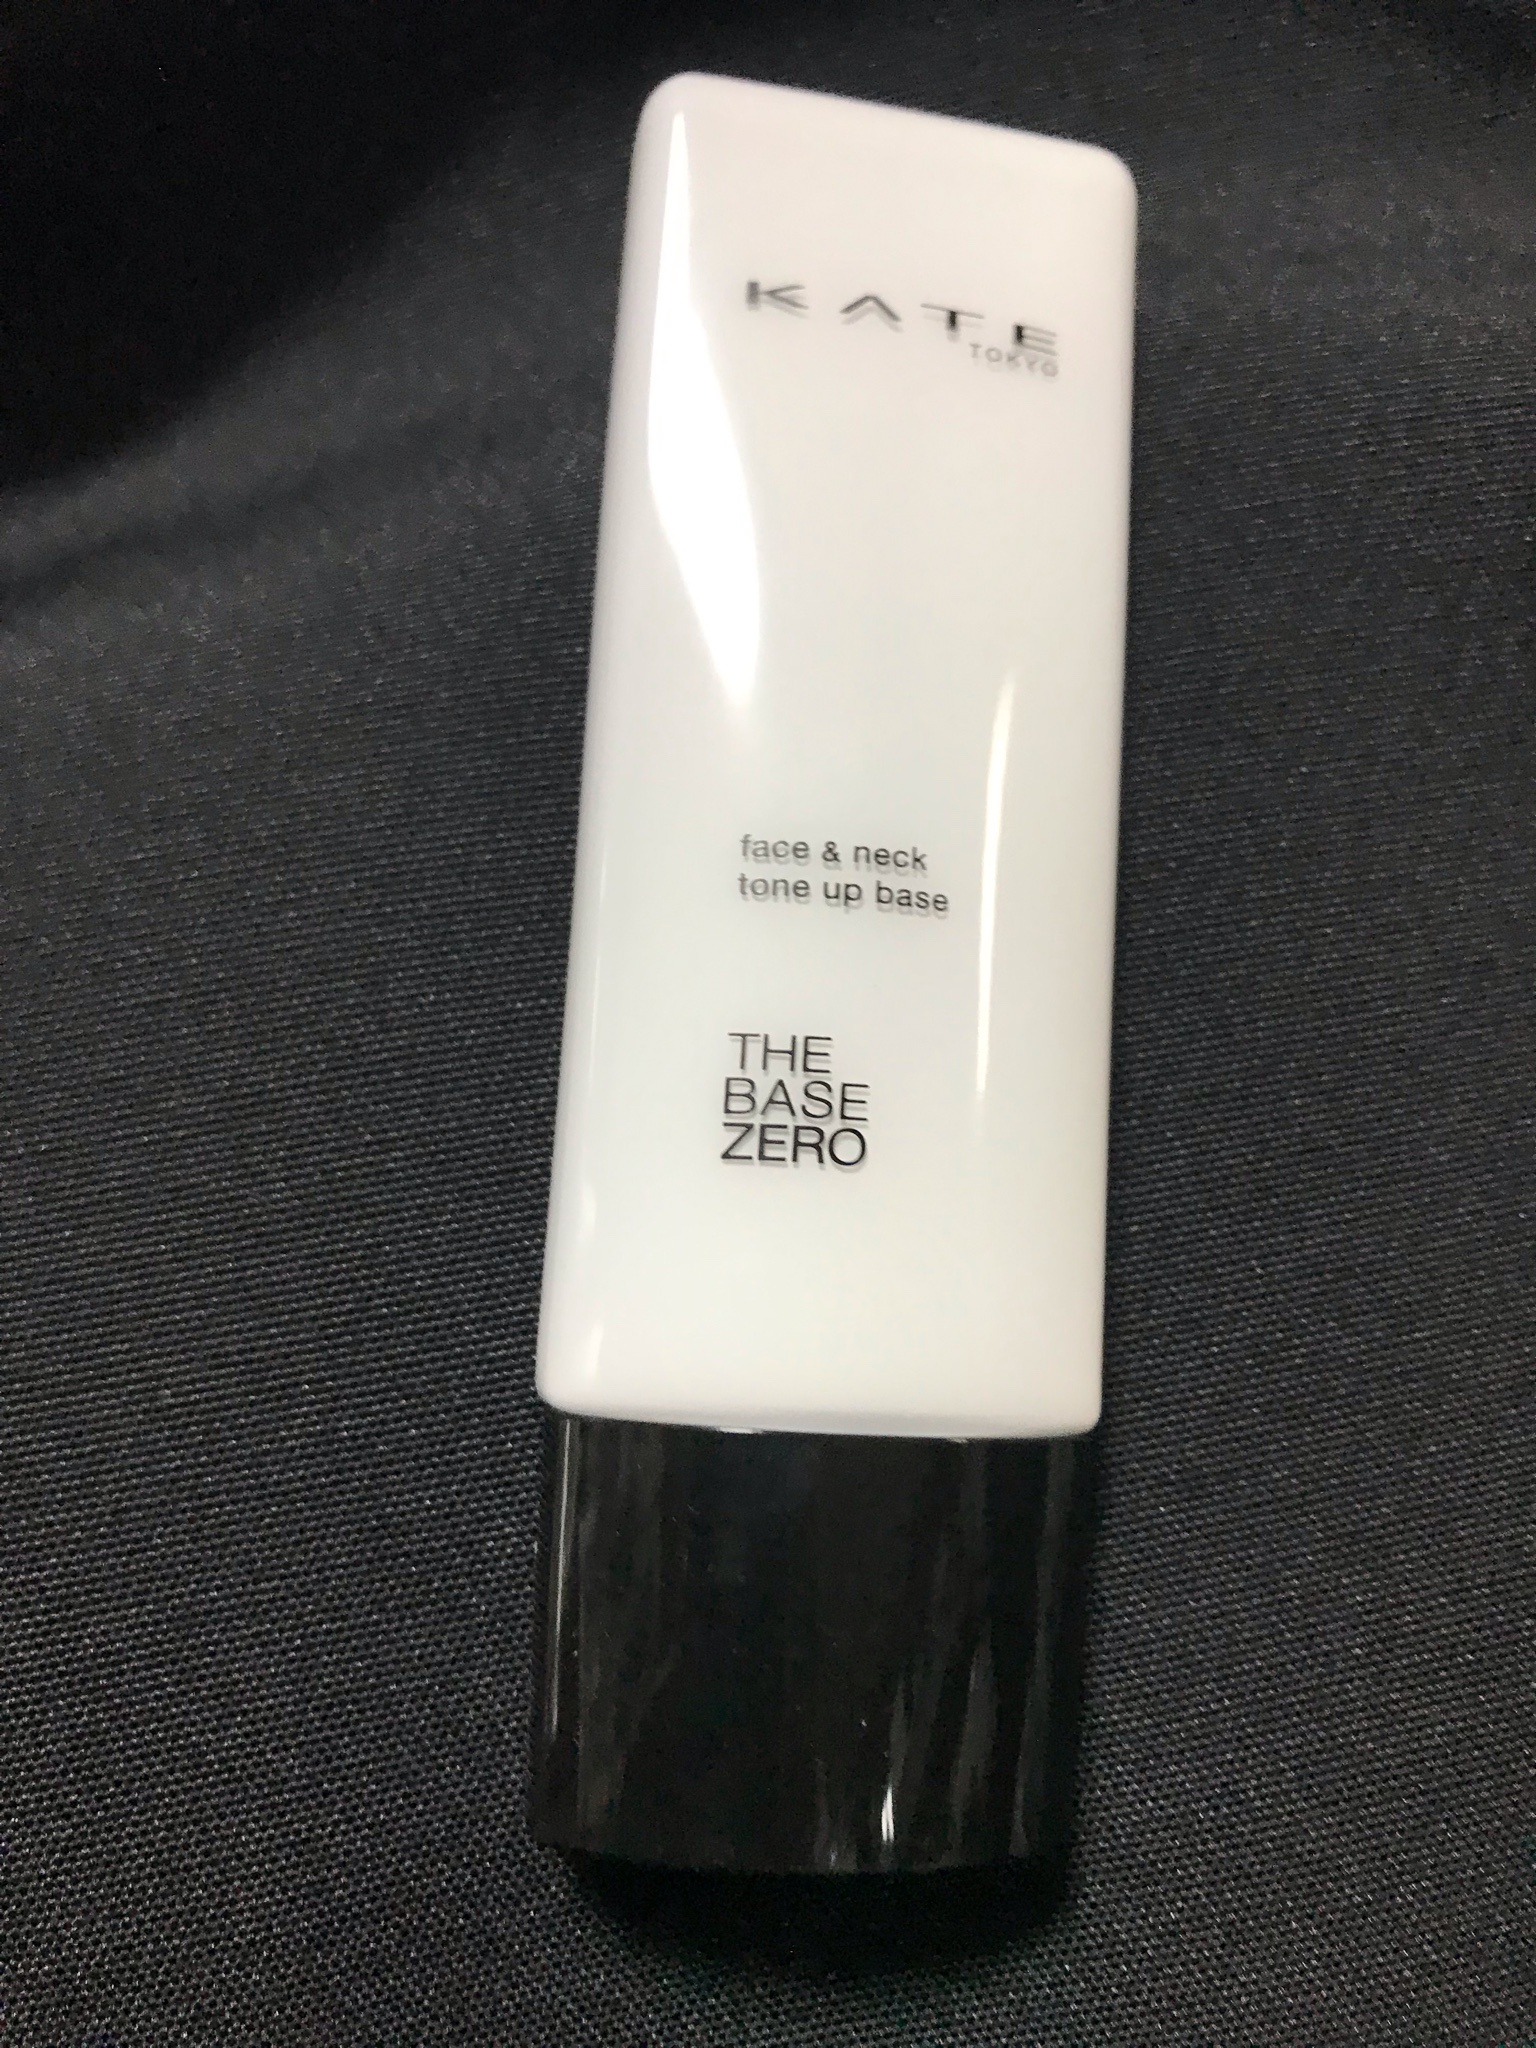 KATE
TOKYO
face & neck
tone up base
THE
BASE
ZERO